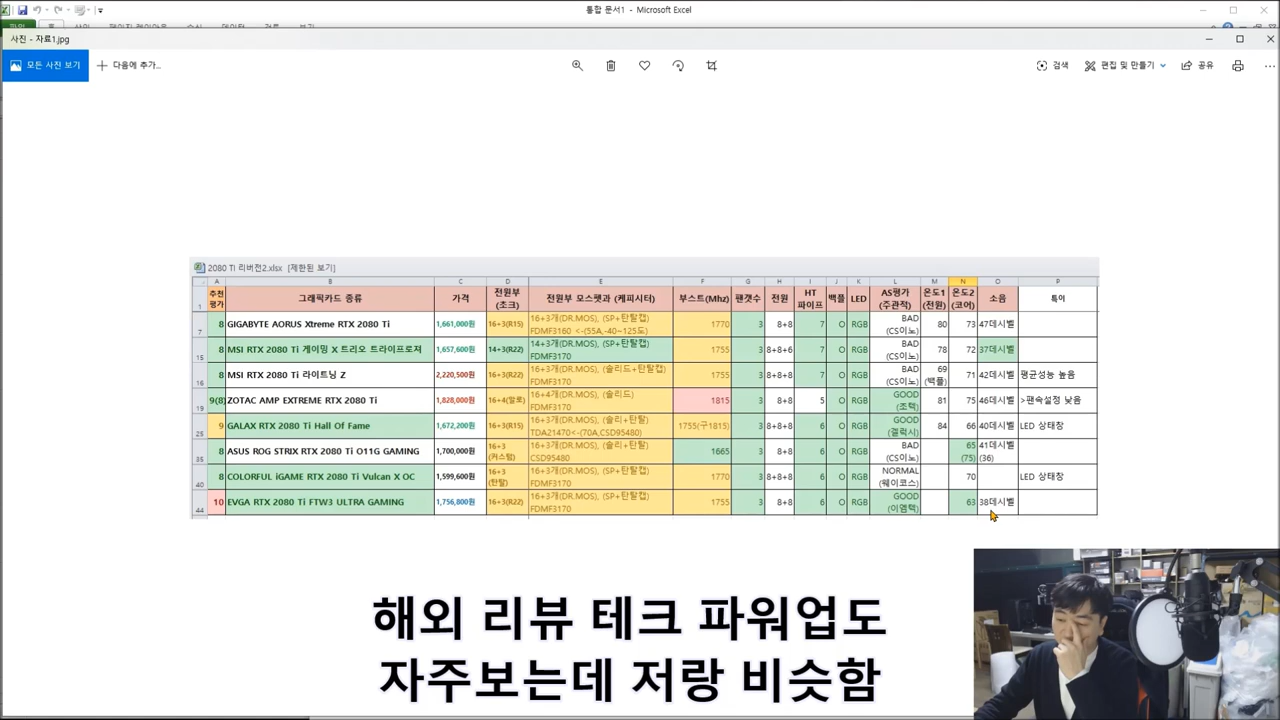 통합 문서1 - Microsoft Excel
사진 - 자료1.jpg
모든 사진 보기
다음에 추가...
검색
편집 및 만들기
공유
2080 TI 리버전2.xlsx [제한된 보기]
A B C D E F G H I J K L M N O P
1 추천평가 그래픽카드 종류 가격 전원부(초크) 전원부 모스펫과 (케피시터) 부스트(Mhz) 팬갯수 전원 HT파이프 백플 LED AS평가(주관적) 온도1(전원) 온도2(코어) 소음 특이
7 8 GIGABYTE AORUS Xtreme RTX 2080 Ti 1,661,000원 16+3(R15) 16+3개(DR.MOS), (SP+탄탈캡) FDMF3160 <-(55A,-40~125도) 1770 3 8+8 7 O RGB BAD (CS이노) 80 73 47데시벨
15 8 MSI RTX 2080 Ti 게이밍 X 트리오 트라이프로져 1,657,600원 14+3(R22) 14+3개(DR.MOS), (SP+탄탈캡) FDMF3170 1755 3 8+8+6 7 O RGB BAD (CS이노) 78 72 37데시벨
16 8 MSI RTX 2080 Ti 라이트닝 Z 2,220,500원 16+3(R22) 16+3개(DR.MOS), (솔리드+탄탈캡) FDMF3170 1755 3 8+8+8 7 O RGB BAD (CS이노) 69 (백플) 71 42데시벨 평균성능 높음
19 9(8) ZOTAC AMP EXTREME RTX 2080 Ti 1,828,000원 16+4(일로) 16+4개(DR.MOS), (솔리드) FDMF3170 1815 3 8+8 5 O RGB GOOD (조텍) 81 75 46데시벨 >팬속설정 낮음
25 9 GALAX RTX 2080 Ti Hall Of Fame 1,672,200원 16+3(R15) 16+3개(DR.MOS), (솔리+탄탈) TDA21470<-(70A,CSD95480) 1755(구1815) 3 8+8+8 6 O RGB GOOD (갤럭시) 84 66 40데시벨 LED 상태창
35 8 ASUS ROG STRIX RTX 2080 Ti O11G GAMING 1,700,000원 16+3 (커스텀) 16+3개(DR.MOS), (솔리+탄탈) CSD95480 1665 3 8+8 6 O RGB BAD (CS이노) 65 (75) 41데시벨 (36)
40 8 COLORFUL iGAME RTX 2080 Ti Vulcan X OC 1,599,600원 16+3 (탄탈) 16+3개(DR.MOS), (SP+탄탈캡) FDMF3170 1770 3 8+8 6 O RGB NORMAL (웨이코스) 70 LED 상태창
44 10 EVGA RTX 2080 Ti FTW3 ULTRA GAMING 1,756,800원 16+3(R22) 16+3개(DR.MOS), (SP+탄탈캡) FDMF3170 1755 3 8+8 6 O RGB GOOD (이엠텍) 63 38데시벨
해외 리뷰 테크 파워업도
자주보는데 저랑 비슷함